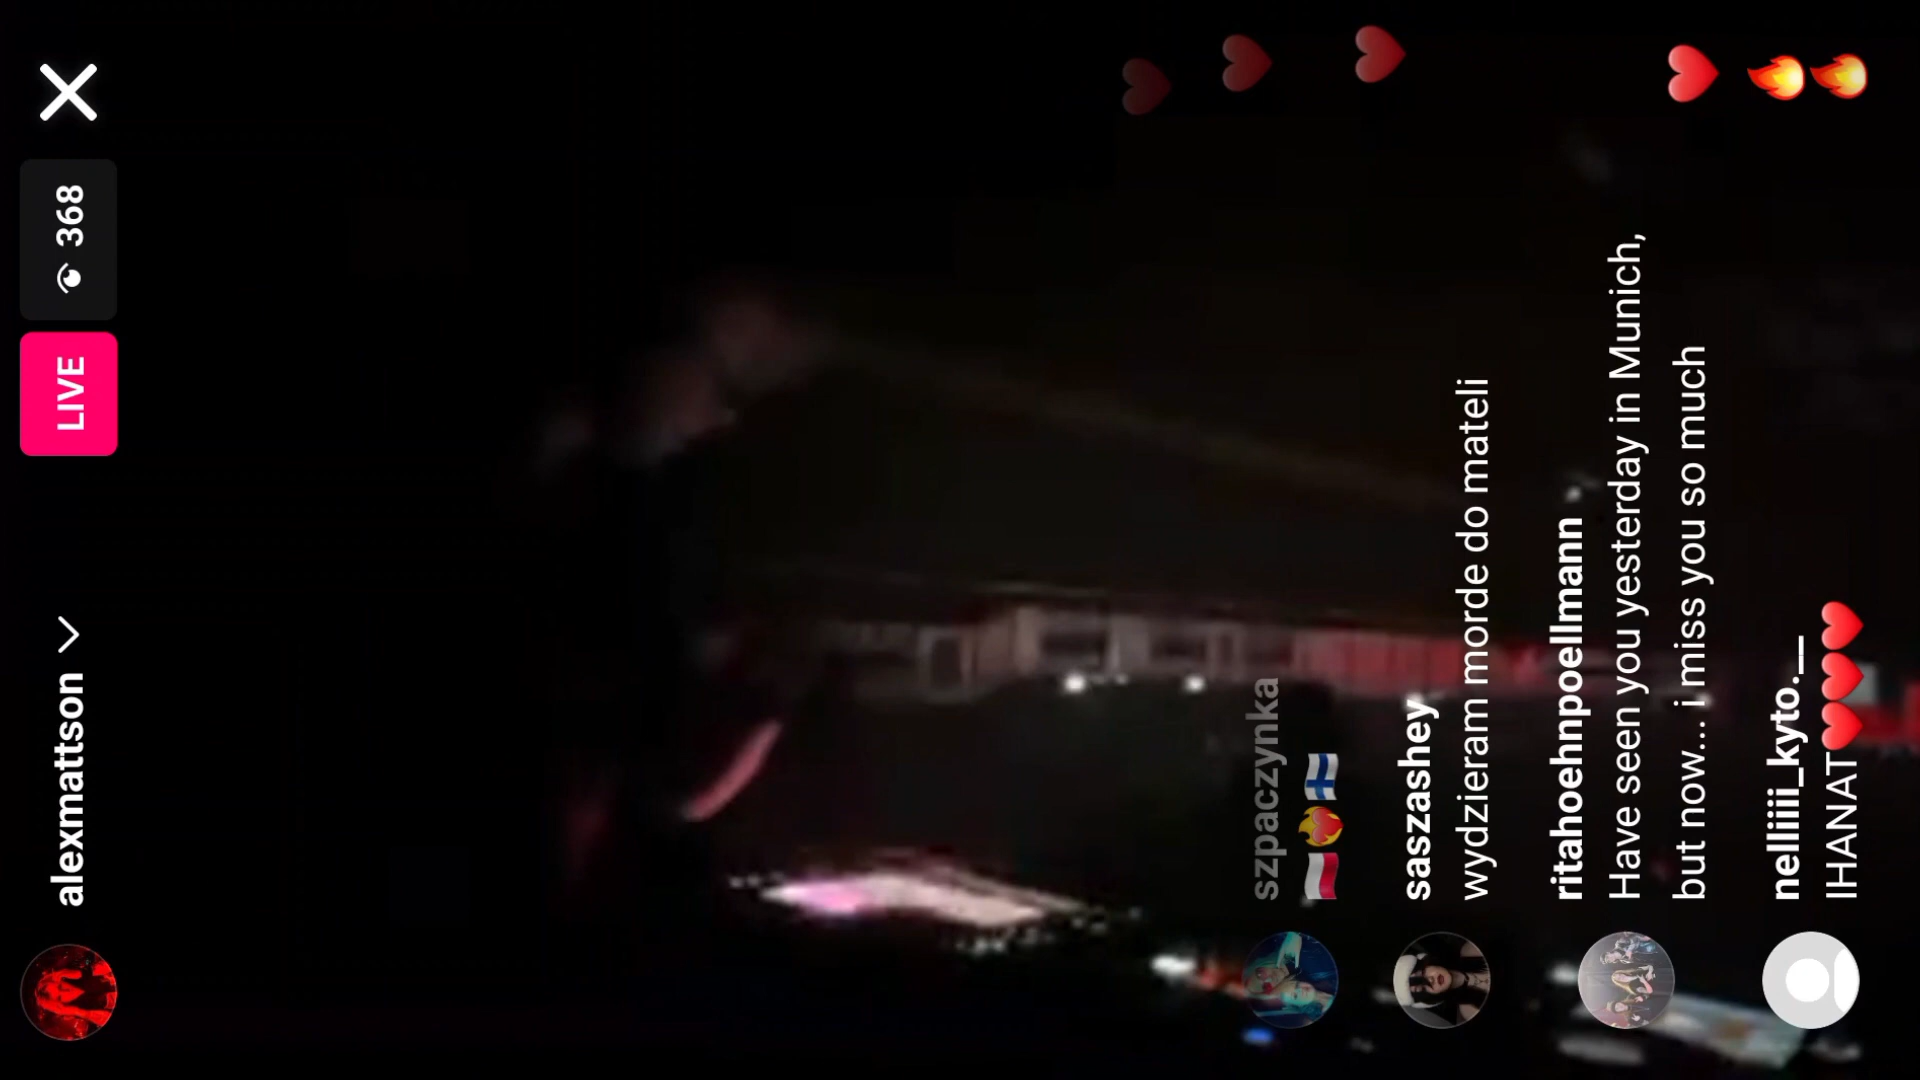 alexmattson
LIVE
368
szpaczynka
🇵🇱❤️‍🔥🇫🇮
saszashey
wydzieram morde do mateli
ritahoehnpoellmann
Have seen you yesterday in Munich,
but now... i miss you so much
nelliiii_kyto.__
IHANAT❤️❤️❤️